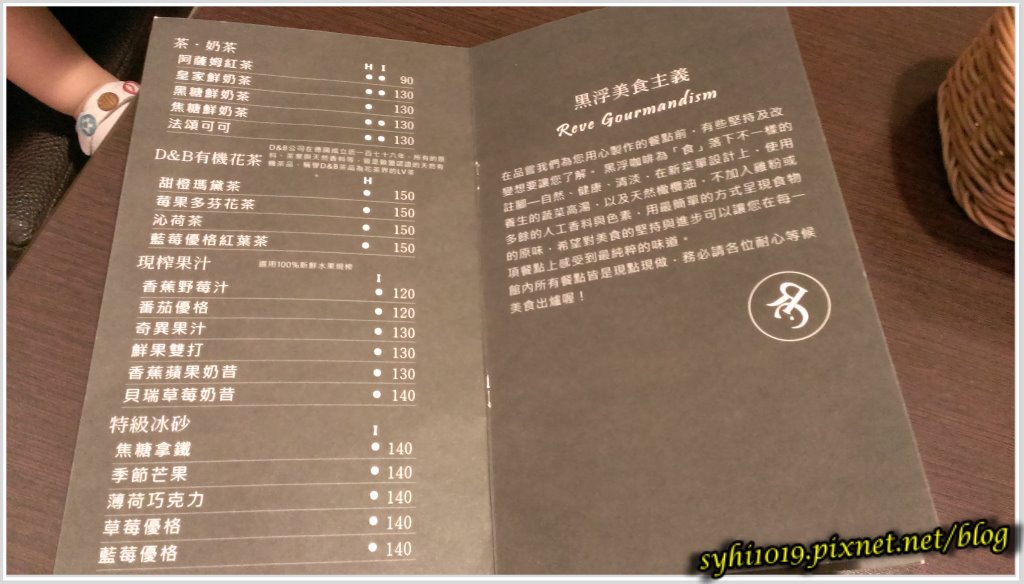 茶·奶茶
H I
阿薩姆紅茶 90
皇家鮮奶茶 130
黑糖鮮奶茶 130
焦糖鮮奶茶 130
法頌可可 130
D&B有機花茶
H
甜橙瑪黛茶 150
莓果多芬花茶 150
沁荷茶 150
藍莓優格紅葉茶 150
現榨果汁 選用100%新鮮水果現榨
I
香蕉野莓汁 120
番茄優格 120
奇異果汁 130
鮮果雙打 130
香蕉蘋果奶昔 130
貝瑞草莓奶昔 140
特級冰砂
I
焦糖拿鐵 140
季節芒果 140
薄荷巧克力 140
草莓優格 140
藍莓優格 140
黑浮美食主義
Reve Gourmandism
在品嘗我們為您用心製作的餐點前，有些堅持及改
變想要讓您了解。黑浮咖啡為「食」落下不一樣的
註腳—自然、健康、清淡，在新菜單設計上，使用
養生的蔬菜高湯，以及天然橄欖油，不加入雞粉或
多餘的人工香料與色素，用最簡單的方式呈現食物
的原味，希望對美食的堅持與進步可以讓您在每一
項餐點上感受到最純粹的味道。
館內所有餐點皆是現點現做，務必請各位耐心等候
美食出爐喔！
syhi1019.pixnet.net/blog